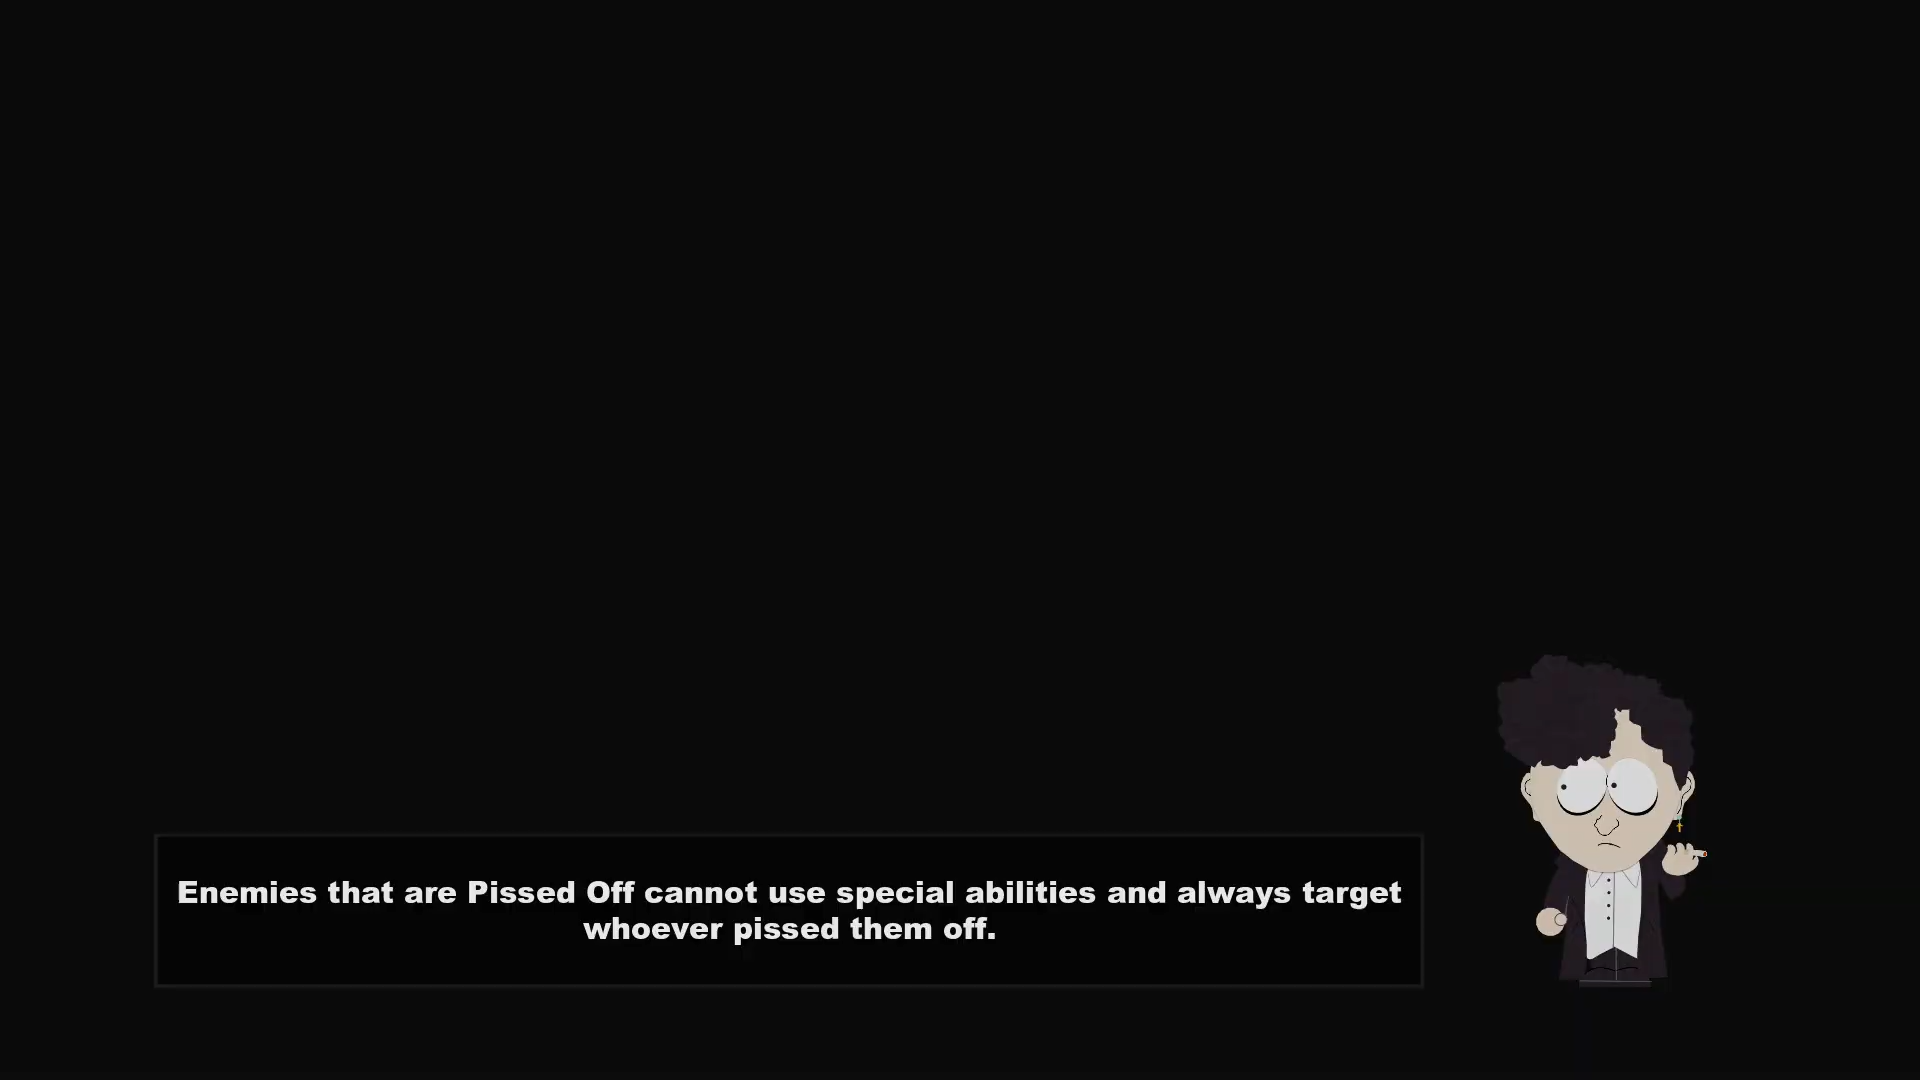 Enemies that are Pissed Off cannot use special abilities and always target
whoever pissed them off.